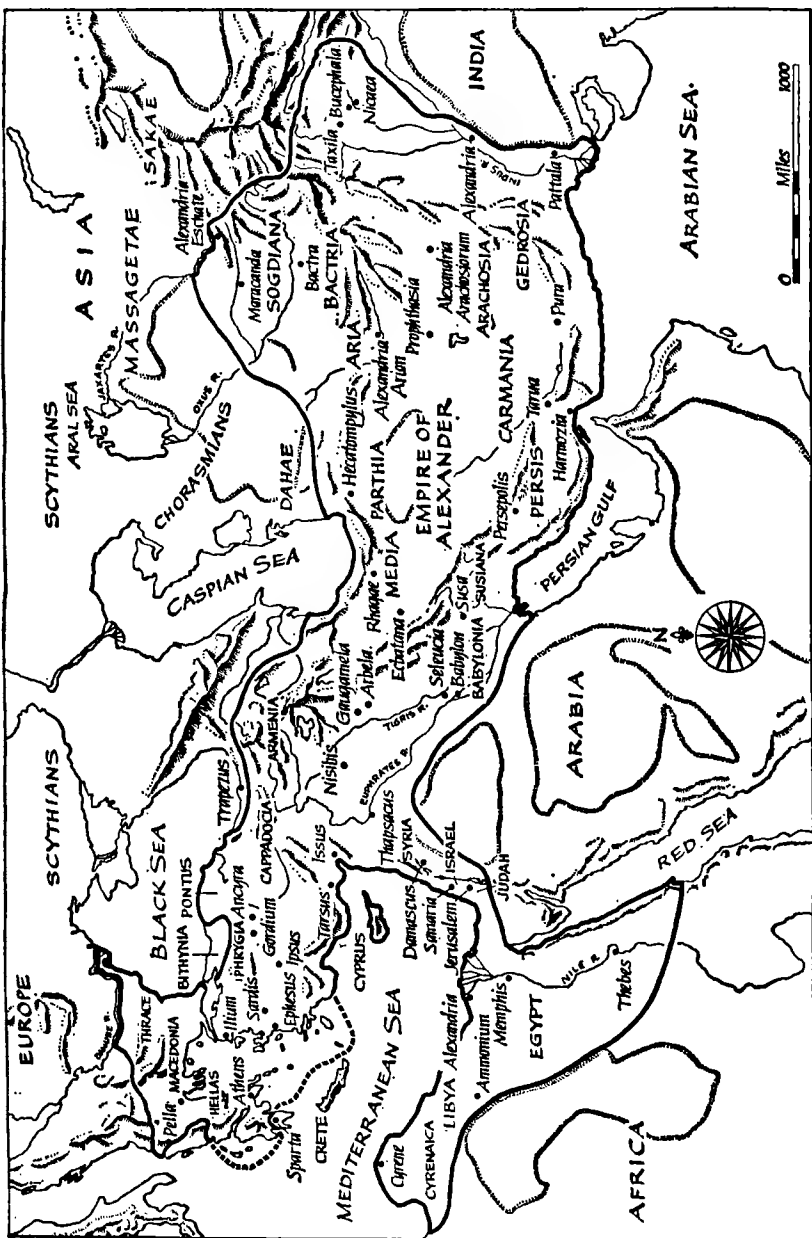 EUROPE
SCYTHIANS
SCYTHIANS
ARAL SEA
ASIA
MASSAGETAE
SAKAE
JAXARTES R.
OXUS R.
CHORASMIANS
DAHAE
CASPIAN SEA
BLACK SEA
DANUBE R.
THRACE
MACEDONIA
Pella
HELLAS
Athens
Sparta
CRETE
BITHYNIA
PONTUS
PHRYGIA
Ancyra
Gordium
Ilium
Sardis
Ephesus
Ipsus
CAPPADOCIA
Trapezus
ARMENIA
Tarsus
Issus
CYPRUS
Nisibis
Gaugamela
Arbela
Thapsacus
EUPHRATES R.
TIGRIS R.
SYRIA
Damascus
Samaria
ISRAEL
Jerusalem
JUDAH
MEDITERRANEAN SEA
Cyrene
CYRENAICA
LIBYA
Alexandria
Ammonium
Memphis
EGYPT
NILE R.
Thebes
AFRICA
RED SEA
ARABIA
N
Seleucia
Babylon
BABYLONIA
Susa
SUSIANA
Ecbatana
Rhagae
MEDIA
PARTHIA
Hecatompylus
EMPIRE OF
ALEXANDER
Persepolis
PERSIS
PERSIAN GULF
CARMANIA
Harmozia
Tarua
Pura
GEDROSIA
ARIA
Alexandria
Arian
Prophthasia
Alexandria
Arachosiorum
ARACHOSIA
Maracanda
SOGDIANA
Bactra
BACTRIA
Alexandria
Eschate
Taxila
Bucephala
Nicaea
INDIA
Alexandria
INDUS R.
Pattala
ARABIAN SEA
0 Miles 1000